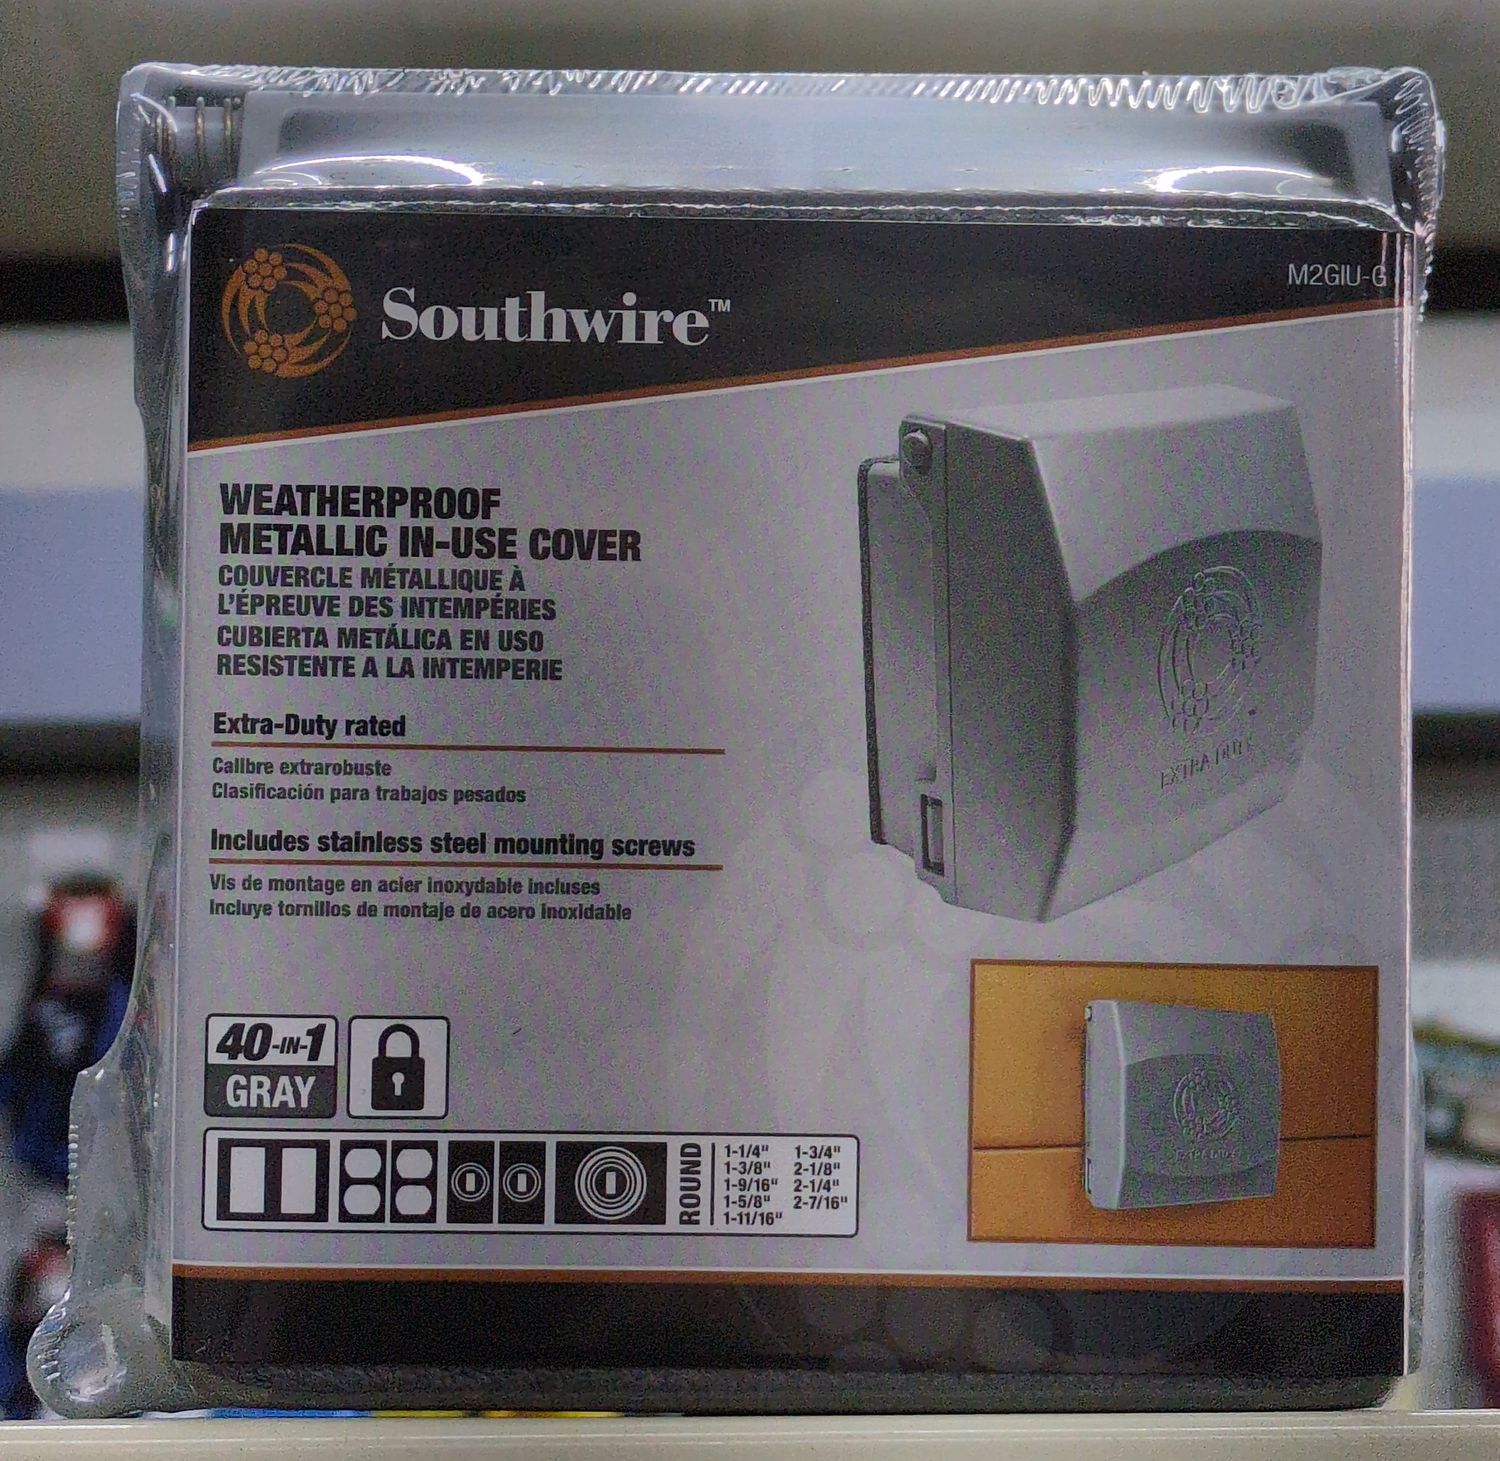 Southwire™
M2GIU-G
WEATHERPROOF
METALLIC IN-USE COVER
COUVERCLE MÉTALLIQUE À
L'ÉPREUVE DES INTEMPÉRIES
CUBIERTA METÁLICA EN USO
RESISTENTE A LA INTEMPERIE
Extra-Duty rated
Calibre extrarobuste
Clasificación para trabajos pesados
Includes stainless steel mounting screws
Vis de montage en acier inoxydable incluses
Incluye tornillos de montaje de acero inoxidable
EXTRA DUTY
40-IN-1
GRAY
ROUND
1-1/4" 1-3/4"
1-3/8" 2-1/8"
1-9/16" 2-1/4"
1-5/8" 2-7/16"
1-11/16"
EXTRA DUTY